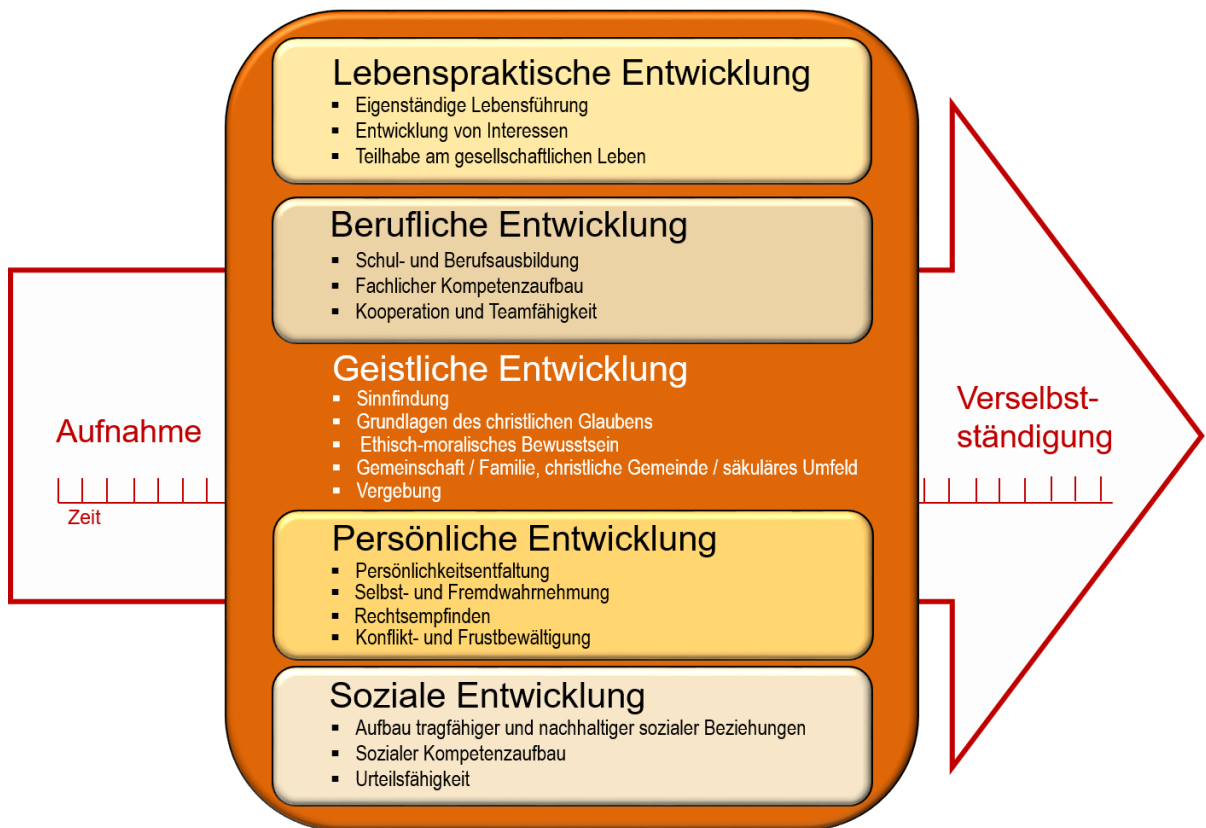 Lebenspraktische Entwicklung
▪ Eigenständige Lebensführung
▪ Entwicklung von Interessen
▪ Teilhabe am gesellschaftlichen Leben
Berufliche Entwicklung
▪ Schul- und Berufsausbildung
▪ Fachlicher Kompetenzaufbau
▪ Kooperation und Teamfähigkeit
Geistliche Entwicklung
▪ Sinnfindung
▪ Grundlagen des christlichen Glaubens
▪ Ethisch-moralisches Bewusstsein
▪ Gemeinschaft / Familie, christliche Gemeinde / säkuläres Umfeld
▪ Vergebung
Aufnahme
Zeit
Verselbst-
ständigung
Persönliche Entwicklung
▪ Persönlichkeitsentfaltung
▪ Selbst- und Fremdwahrnehmung
▪ Rechtsempfinden
▪ Konflikt- und Frustbewältigung
Soziale Entwicklung
▪ Aufbau tragfähiger und nachhaltiger sozialer Beziehungen
▪ Sozialer Kompetenzaufbau
▪ Urteilsfähigkeit